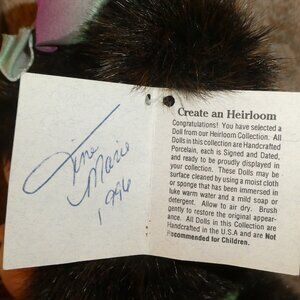 Tine
Marie
1996
Create an Heirloom
Congratulations! You have selected a
Doll from our Heirloom Collection. All
Dolls in this collection are Handcrafted
Porcelain, each is Signed and Dated,
and ready to be proudly displayed in
your collection. These Dolls may be
surface cleaned by using a moist cloth
or sponge that has been immersed in
luke warm water and a mild soap or
detergent. Allow to air dry. Brush
gently to restore the original appear-
ance. All Dolls in this Collection are
Handcrafted in the U.S.A and are Not
Recommended for Children.